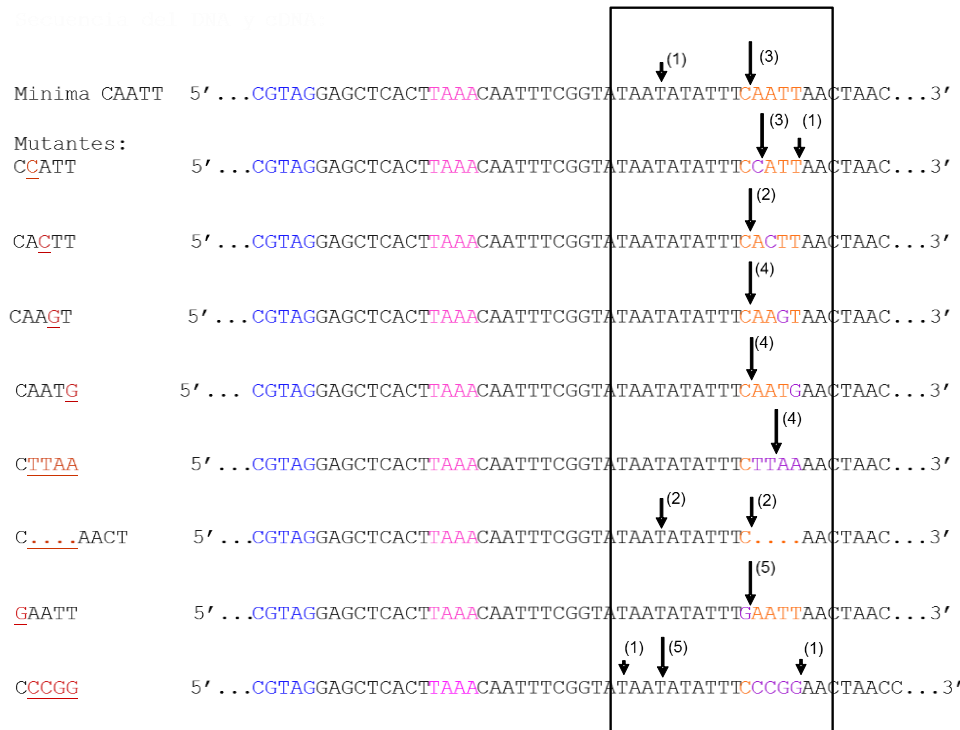 (1) (3)
Minima CAATT 5’...CGTAGGAGCTCACTTAAACAATTTCGGTATAATATATTTCAATTAACTAAC...3’
Mutantes: (3) (1)
CCATT 5’...CGTAGGAGCTCACTTAAACAATTTCGGTATAATATATTTCCATTAACTAAC...3’
(2)
CACTT 5’...CGTAGGAGCTCACTTAAACAATTTCGGTATAATATATTTCACTTAACTAAC...3’
(4)
CAAGT 5’...CGTAGGAGCTCACTTAAACAATTTCGGTATAATATATTTCAAGTAACTAAC...3’
(4)
CAATG 5’... CGTAGGAGCTCACTTAAACAATTTCGGTATAATATATTTCAATGAACTAAC...3’
(4)
CTTAA 5’...CGTAGGAGCTCACTTAAACAATTTCGGTATAATATATTTCTTAAAACTAAC...3’
(2) (2)
C....AACT 5’...CGTAGGAGCTCACTTAAACAATTTCGGTATAATATATTTC....AACTAAC...3’
(5)
GAATT 5’...CGTAGGAGCTCACTTAAACAATTTCGGTATAATATATTTGAATTAACTAAC...3’
(1) (5) (1)
CCCGG 5’...CGTAGGAGCTCACTTAAACAATTTCGGTATAATATATTTCCCGGAACTAACC...3’